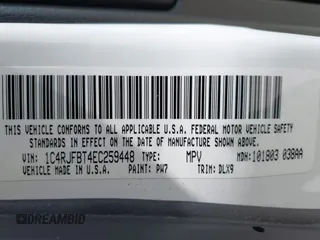 THIS VEHICLE CONFORMS TO ALL APPLICABLE U.S.A. FEDERAL MOTOR VEHICLE SAFETY
STANDARDS IN EFFECT ON THE DATE OF MANUFACTURE SHOWN ABOVE.
VIN: 1C4RJFBT4EC259448 TYPE: MPV MDH: 101803 038AA
VEHICLE MADE IN U.S.A. PAINT: PW7 TRIM: DLX9
© DREAMBID